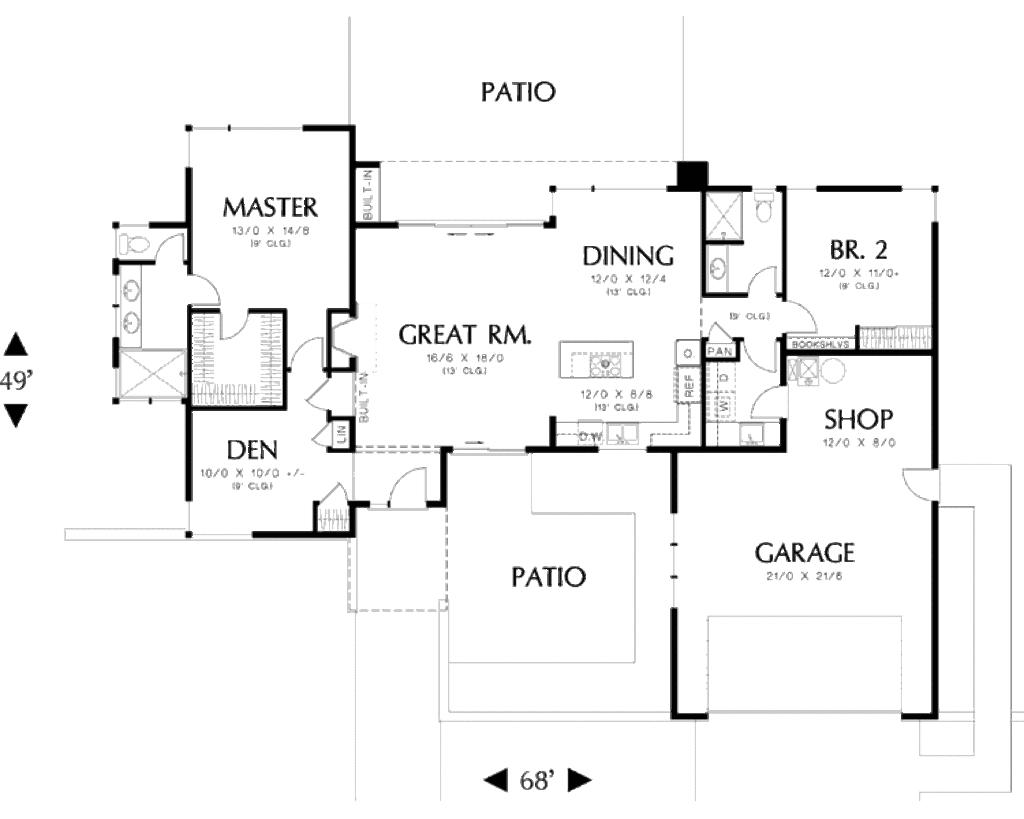 PATIO
BUILT-IN
MASTER
13/0 X 14/8
(9' CLG.)
DINING
12/0 X 12/4
(13' CLG.)
BR. 2
12/0 X 11/0+
(9' CLG.)
(9' CLG.)
GREAT RM.
16/6 X 18/0
(13' CLG.)
BOOKSHLVS
PAN
O
REF
D
W
49'
12/0 X 8/8
(13' CLG.)
BUILT-IN
D.W
LIN
DEN
10/0 X 10/0 +/-
(9' CLG.)
SHOP
12/0 X 8/0
PATIO
GARAGE
21/0 X 21/6
68'